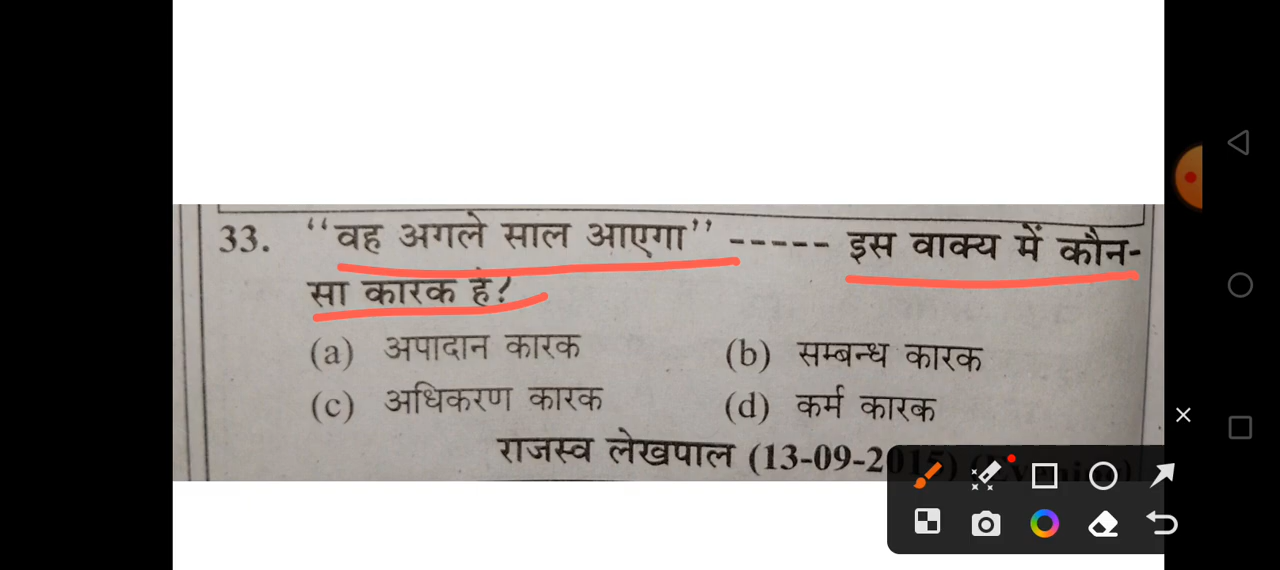 33. “वह अगले साल आएगा” ----- इस वाक्य में कौन-
सा कारक है?
(a) अपादान कारक (b) सम्बन्ध कारक
(c) अधिकरण कारक (d) कर्म कारक
राजस्व लेखपाल (13-09-2015) (Evening)